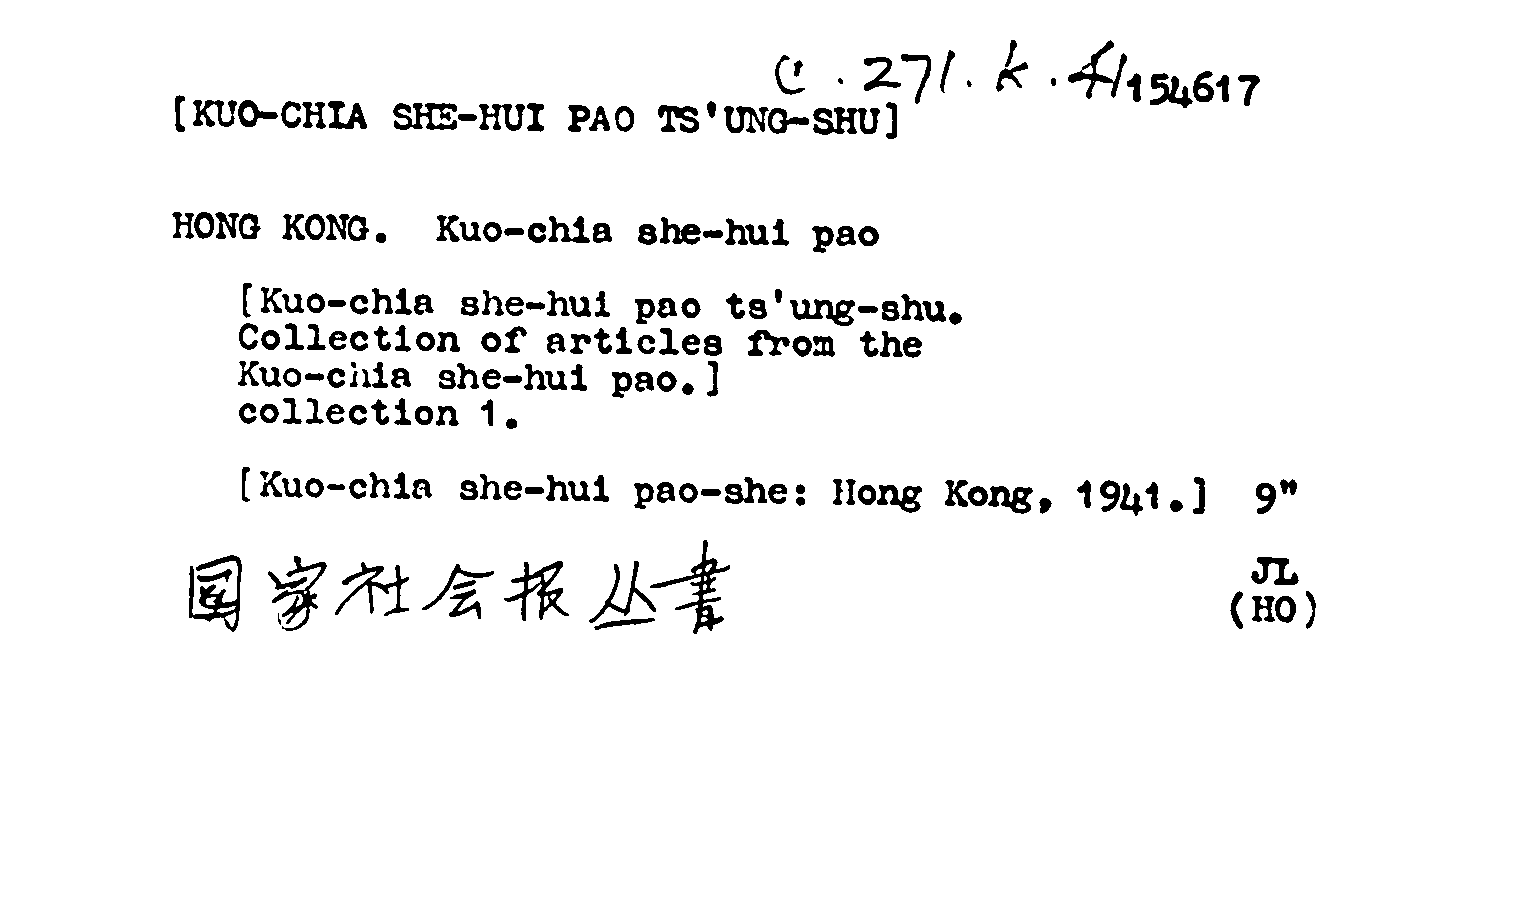 c. 271. k. 4/154617
[KUO-CHIA SHE-HUI PAO TS'UNG-SHU]
HONG KONG. Kuo-chia she-hui pao
[Kuo-chia she-hui pao ts'ung-shu.
Collection of articles from the
Kuo-chia she-hui pao.]
collection 1.
[Kuo-chia she-hui pao-she: Hong Kong, 1941.] 9"
国家社会报丛書
JL
(HO)